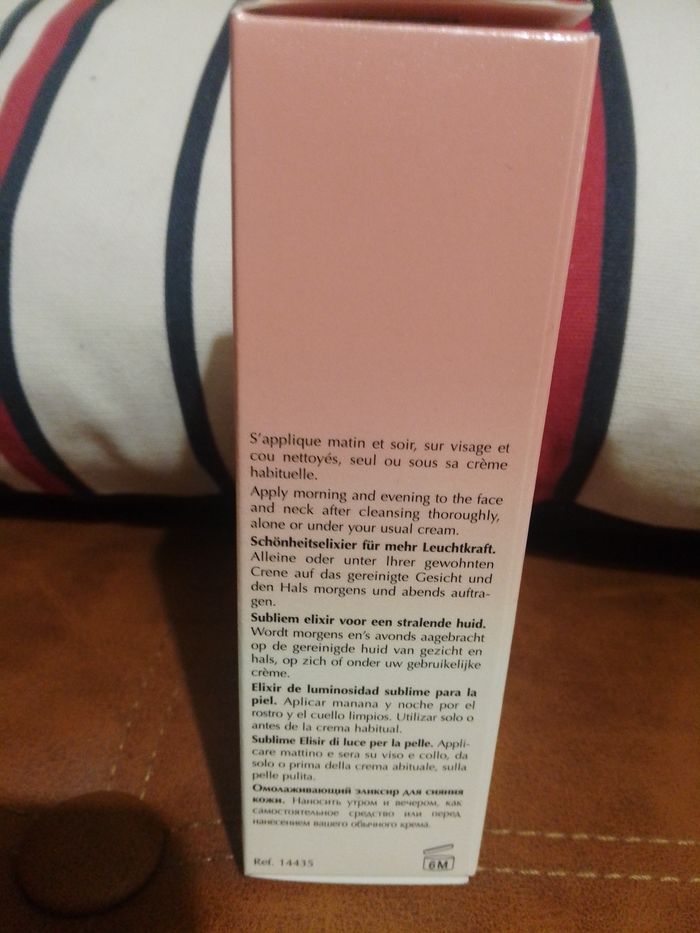 S'applique matin et soir, sur visage et
cou nettoyés, seul ou sous sa crème
habituelle.
Apply morning and evening to the face
and neck after cleansing thoroughly,
alone or under your usual cream.
Schönheitselixier für mehr Leuchtkraft.
Alleine oder unter Ihrer gewohnten
Crene auf das gereinigte Gesicht und
den Hals morgens und abends auftra-
gen.
Subliem elixir voor een stralende huid.
Wordt morgens en's avonds aagebracht
op de gereinigde huid van gezicht en
hals, op zich of onder uw gebruikelijke
crème.
Elixir de luminosidad sublime para la
piel. Aplicar manana y noche por el
rostro y el cuello limpios. Utilizar solo o
antes de la crema habitual.
Sublime Elisir di luce per la pelle. Appli-
care mattino e sera su viso e collo, da
solo o prima della crema abituale, sulla
pelle pulita.
Омолаживающий эликсир для сияния
кожи. Наносить утром и вечером, как
самостоятельное средство или перед
нанесением вашего обычного крема.
Ref. 14435
6M